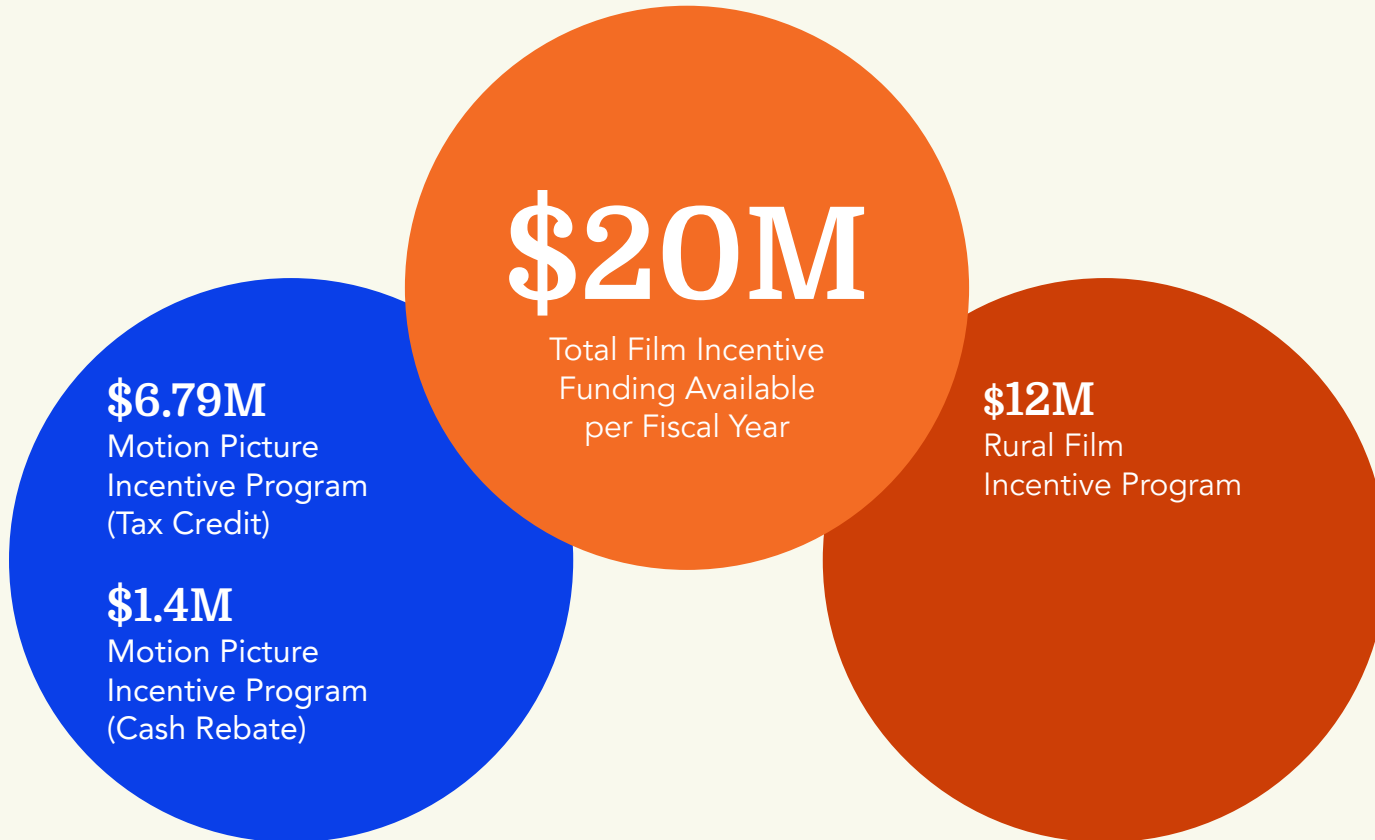 $20M
Total Film Incentive
Funding Available
per Fiscal Year
$6.79M
Motion Picture
Incentive Program
(Tax Credit)
$1.4M
Motion Picture
Incentive Program
(Cash Rebate)
$12M
Rural Film
Incentive Program